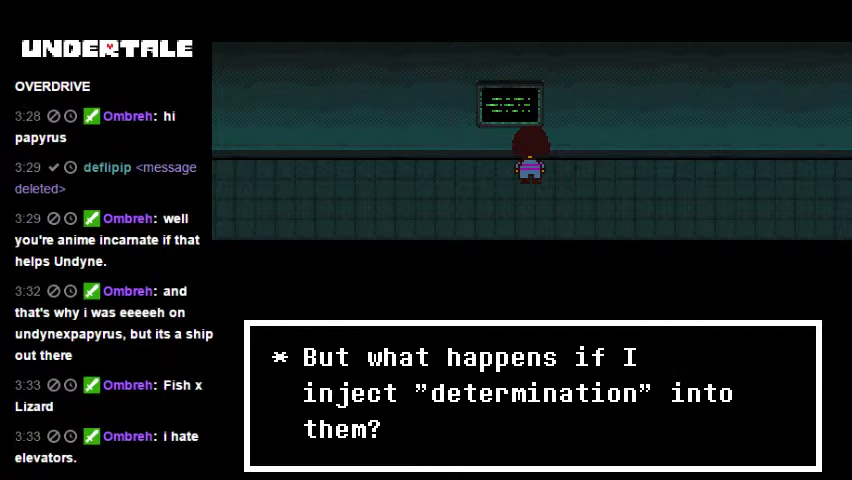 UNDERTALE
OVERDRIVE
3:28 Ombreh: hi
papyrus
3:29 deflipip <message
deleted>
3:29 Ombreh: well
you're anime incarnate if that
helps Undyne.
3:32 Ombreh: and
that's why i was eeeeeh on
undynexpapyrus, but its a ship
out there
3:33 Ombreh: Fish x
Lizard
3:33 Ombreh: i hate
elevators.
* But what happens if I
inject "determination" into
them?